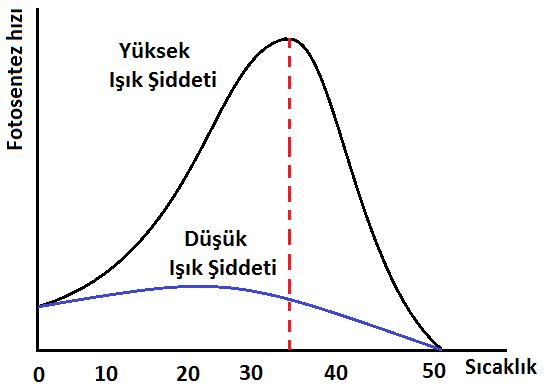 Fotosentez hızı
Yüksek
Işık Şiddeti
Düşük
Işık Şiddeti
0 10 20 30 40 50 Sıcaklık